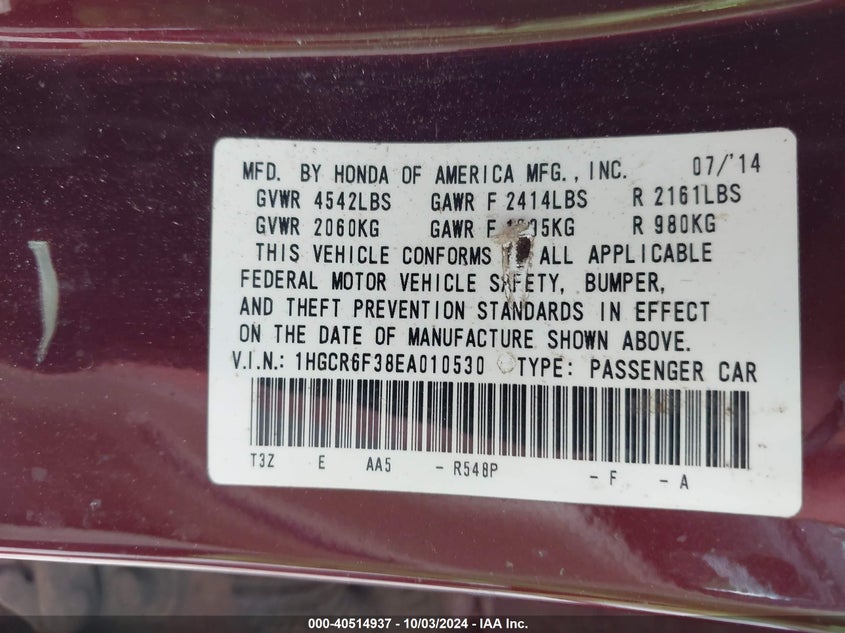 MFD. BY HONDA OF AMERICA MFG., INC. 07/'14
GVWR 4542LBS GAWR F 2414LBS R 2161LBS
GVWR 2060KG GAWR F R 980KG
THIS VEHICLE CONFORMS TO ALL APPLICABLE
FEDERAL MOTOR VEHICLE SAFETY, BUMPER,
AND THEFT PREVENTION STANDARDS IN EFFECT
ON THE DATE OF MANUFACTURE SHOWN ABOVE.
V.I.N.: 1HGCR6F38EA010530 TYPE: PASSENGER CAR
T3Z E AA5 - R548P - F - A
000-40514937 - 10/03/2024 - IAA Inc.